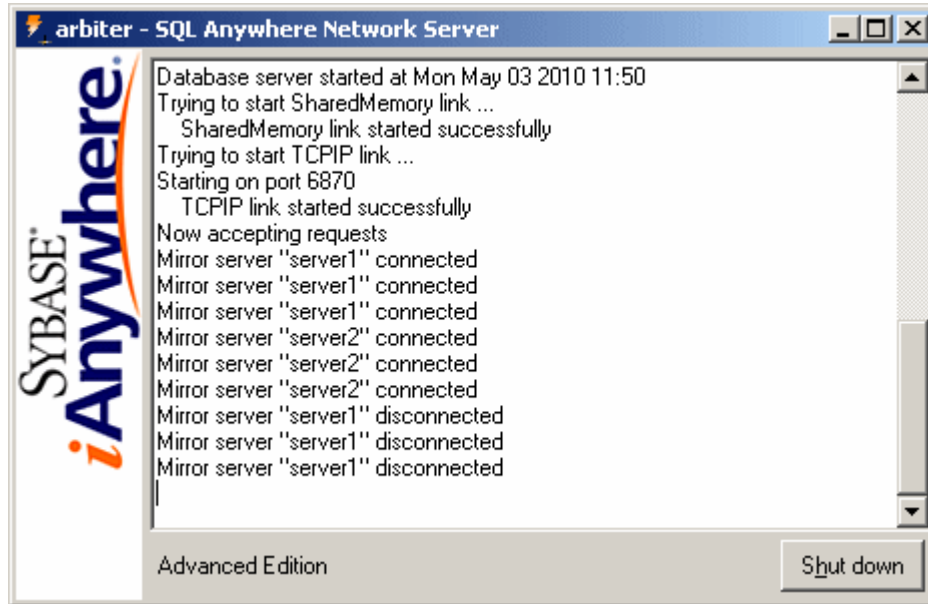 arbiter - SQL Anywhere Network Server
SYBASE
iAnywhere.
Database server started at Mon May 03 2010 11:50
Trying to start SharedMemory link ...
SharedMemory link started successfully
Trying to start TCPIP link ...
Starting on port 6870
TCPIP link started successfully
Now accepting requests
Mirror server "server1" connected
Mirror server "server1" connected
Mirror server "server1" connected
Mirror server "server2" connected
Mirror server "server2" connected
Mirror server "server2" connected
Mirror server "server1" disconnected
Mirror server "server1" disconnected
Mirror server "server1" disconnected
Advanced Edition
Shut down